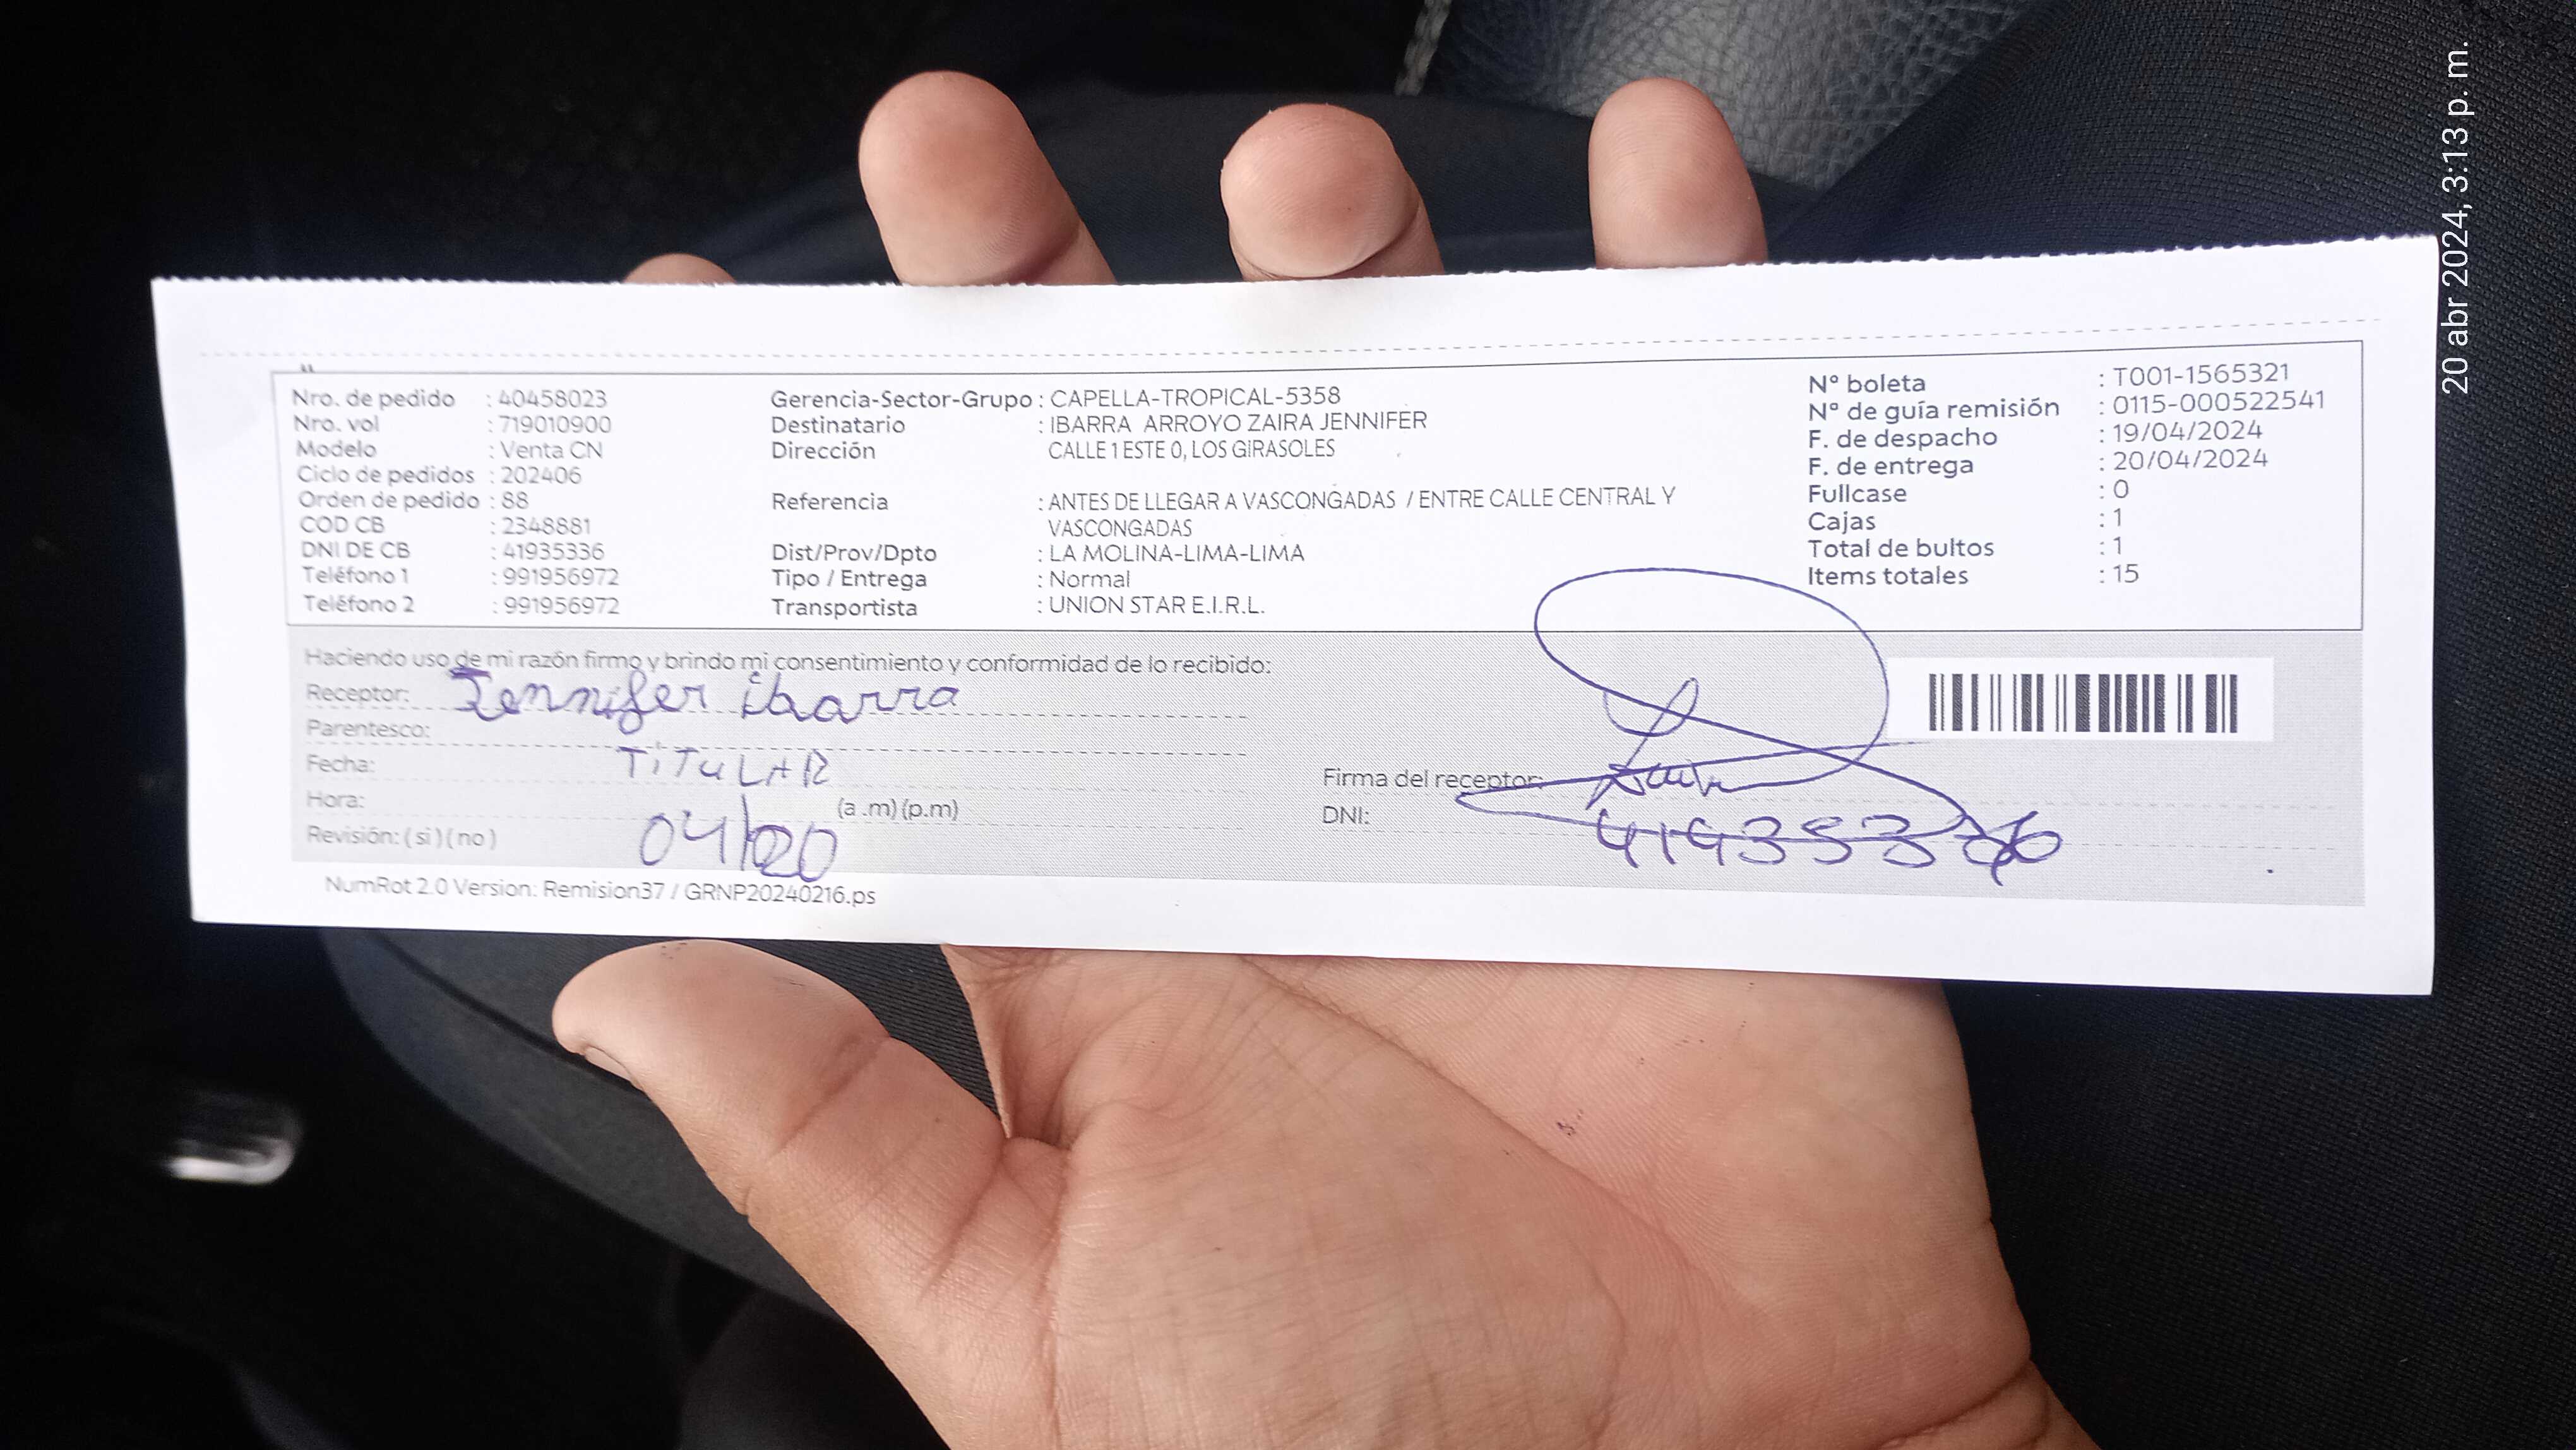 Nro. de pedido : 40458023
Nro. vol : 719010900
Modelo : Venta CN
Ciclo de pedidos : 202406
Orden de pedido : 88
COD CB : 2348881
DNI DE CB : 41935336
Teléfono 1 : 991956972
Teléfono 2 : 991956972
Gerencia-Sector-Grupo : CAPELLA-TROPICAL-5358
Destinatario : IBARRA ARROYO ZAIRA JENNIFER
Dirección CALLE 1 ESTE 0, LOS GIRASOLES
Referencia : ANTES DE LLEGAR A VASCONGADAS / ENTRE CALLE CENTRAL Y
VASCONGADAS
Dist/Prov/Dpto : LA MOLINA-LIMA-LIMA
Tipo / Entrega : Normal
Transportista : UNION STAR E.I.R.L.
Nº boleta : T001-1565321
Nº de guía remisión : 0115-000522541
F. de despacho : 19/04/2024
F. de entrega : 20/04/2024
Fullcase : 0
Cajas : 1
Total de bultos : 1
Items totales : 15
Haciendo uso de mi razón firmo y brindo mi consentimiento y conformidad de lo recibido:
Receptor: Jennifer ibarra
Parentesco:
Fecha: TiTuLAR
Hora: (a .m) (p.m)
Revisión: ( si ) ( no ) 04/20
Firma del receptor:
DNI: 41935336
NumRot 2.0 Version: Remision37 / GRNP20240216.ps
20 abr 2024, 3:13 p. m.